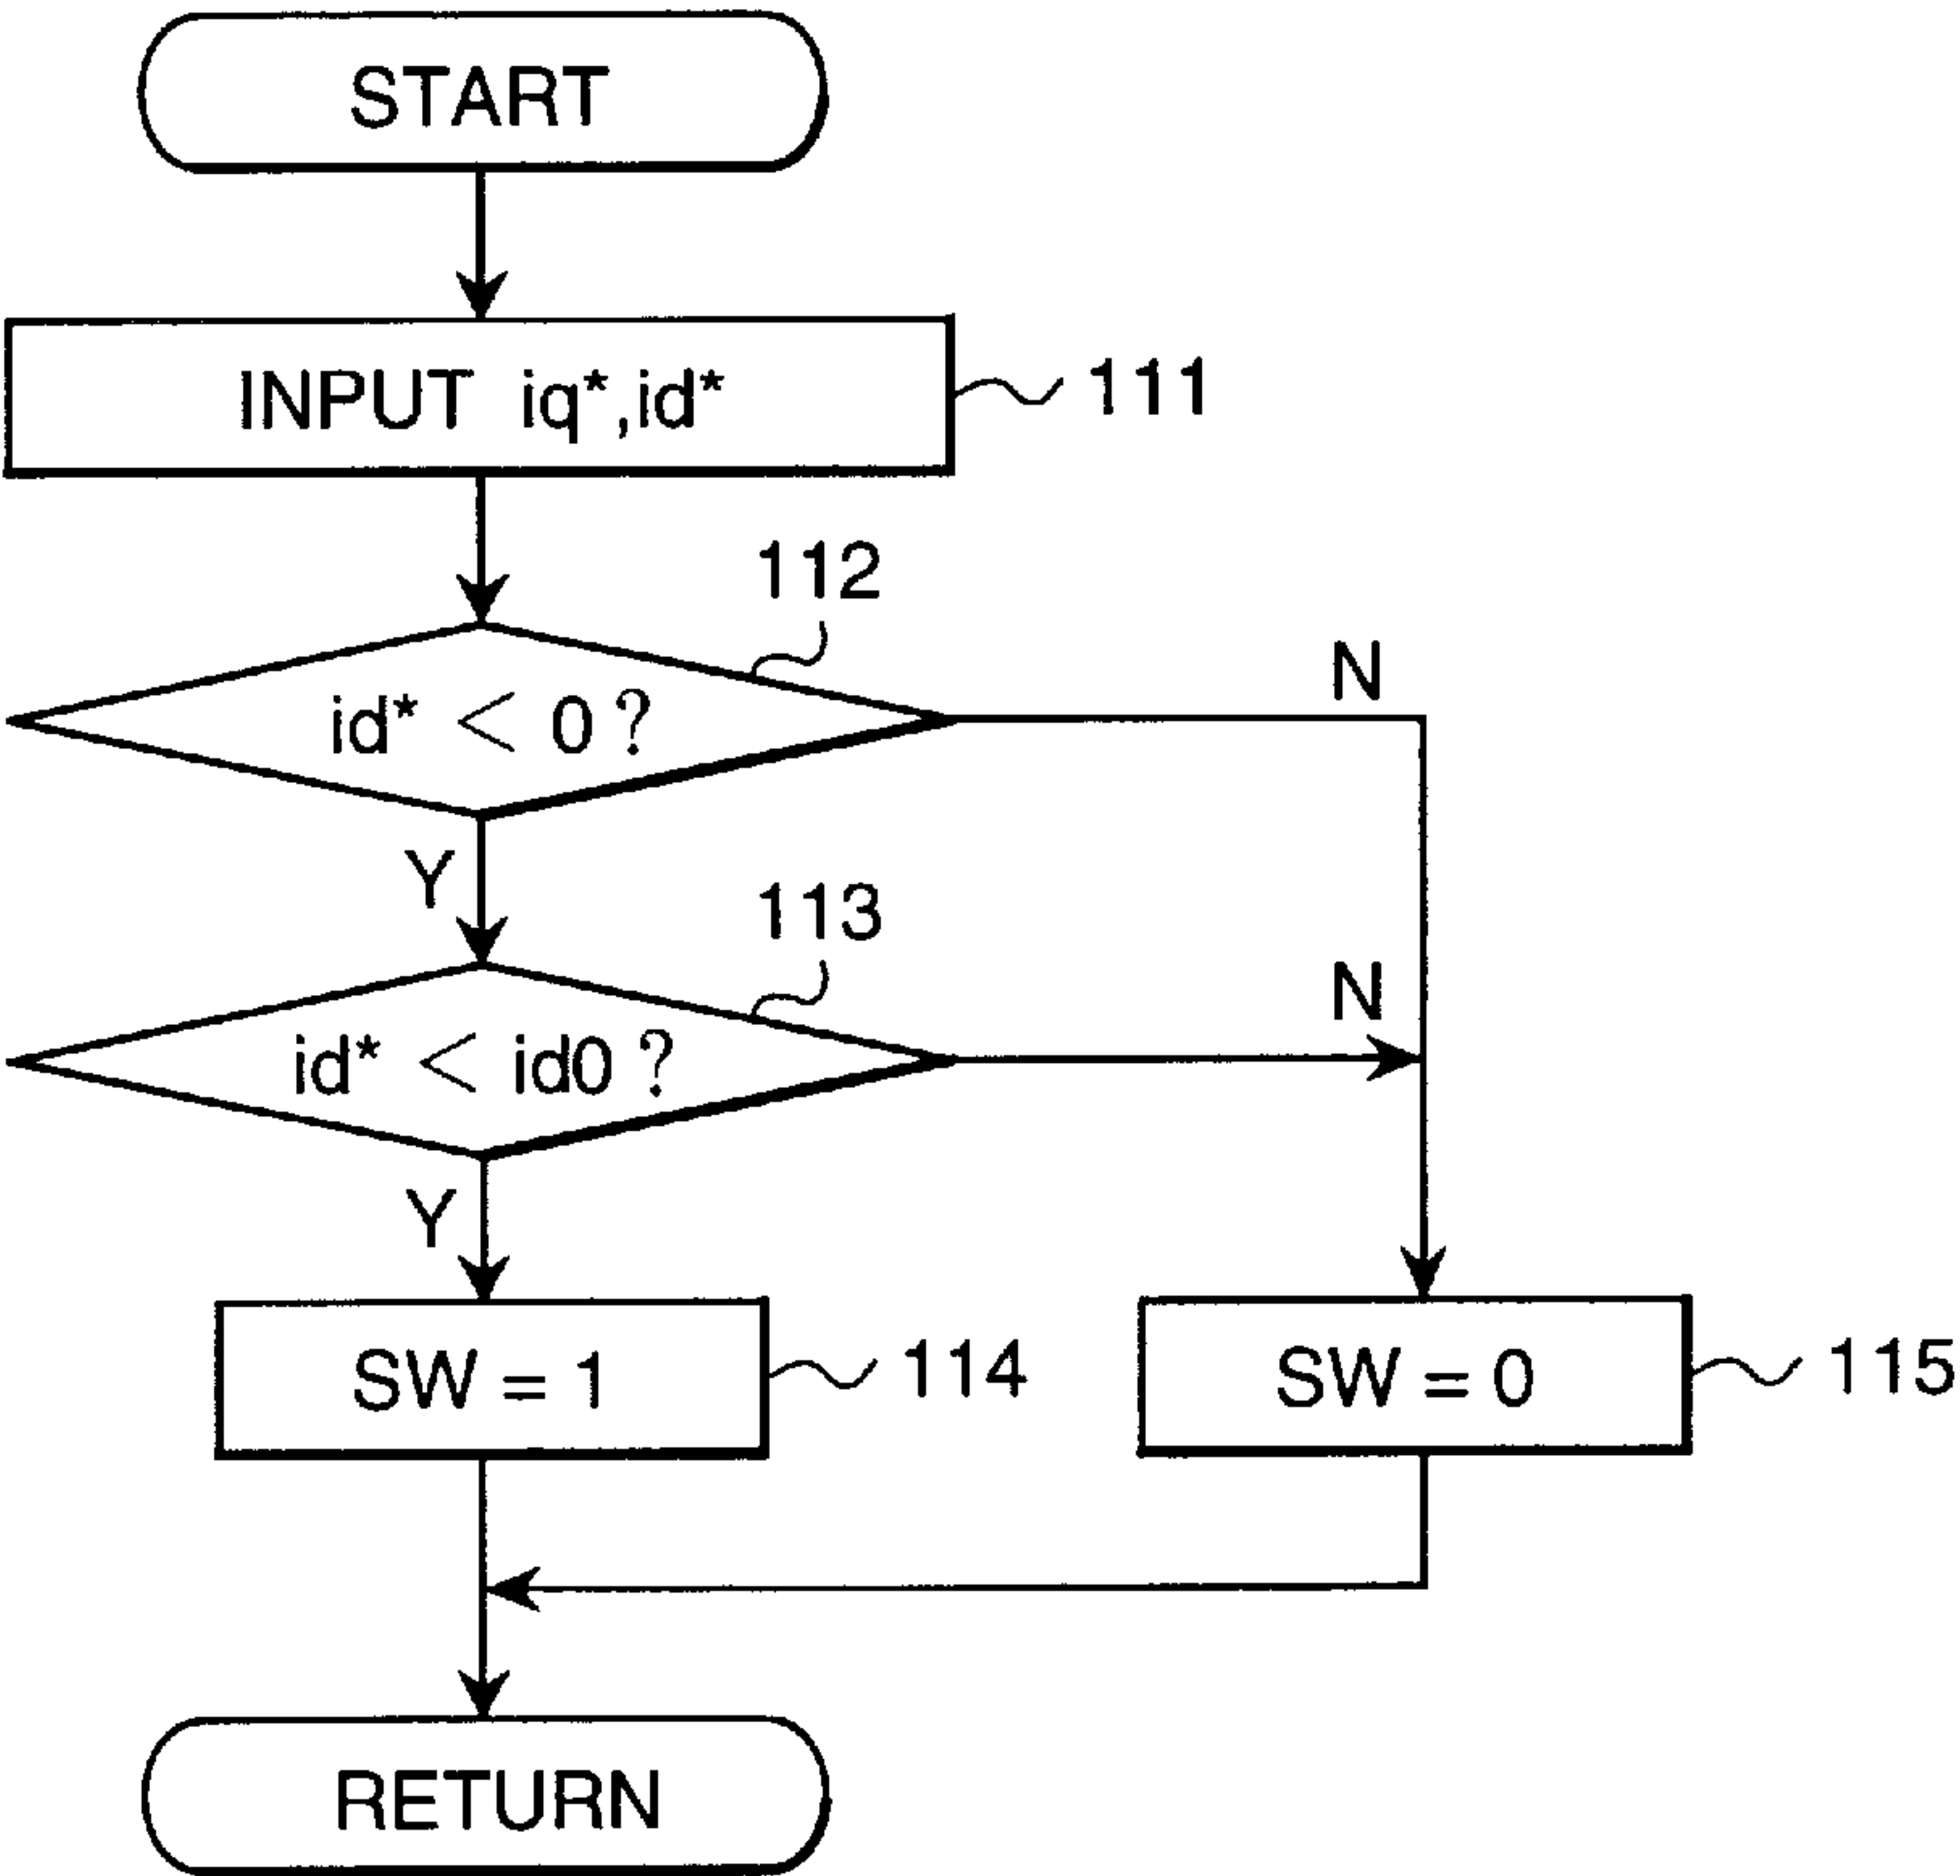 START
INPUT iq*,id*
111
112
id* < 0 ?
N
Y
113
id* < id0 ?
N
Y
SW = 1
114
SW = 0
115
RETURN